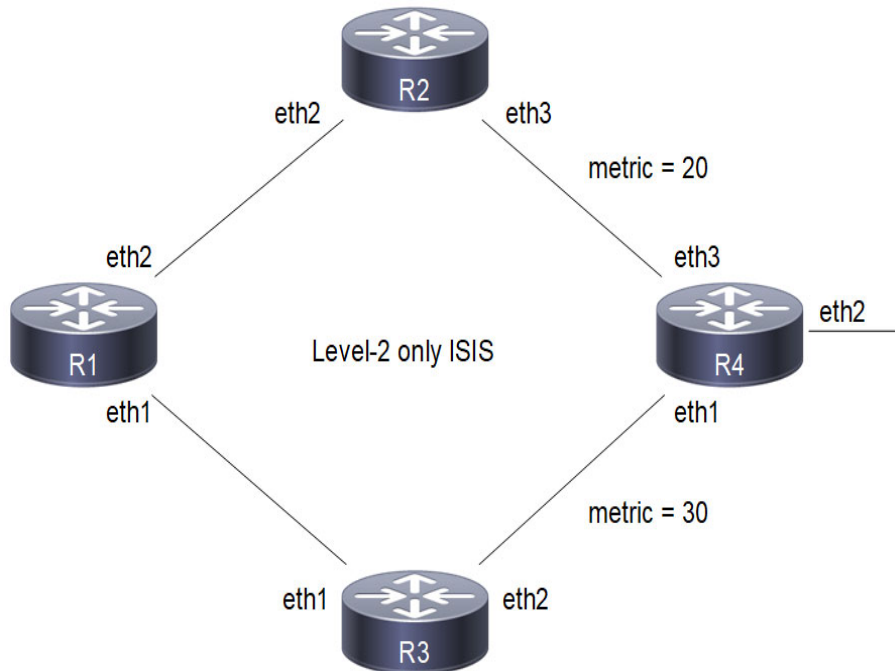 R2
eth2
eth3
metric = 20
eth2
eth3
eth2
R1
Level-2 only ISIS
R4
eth1
eth1
metric = 30
eth1
eth2
R3